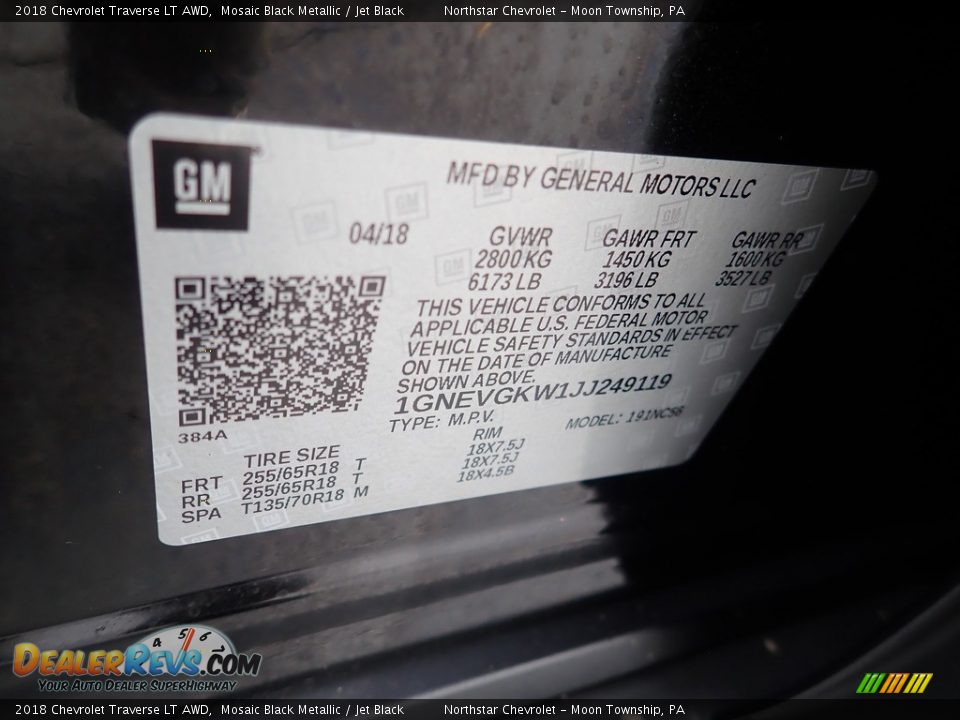 2018 Chevrolet Traverse LT AWD, Mosaic Black Metallic / Jet Black Northstar Chevrolet - Moon Township, PA
GM
MFD BY GENERAL MOTORS LLC
04/18 GVWR GAWR FRT GAWR RR
2800 KG 1450 KG 1600 KG
6173 LB 3196 LB 3527 LB
THIS VEHICLE CONFORMS TO ALL
APPLICABLE U.S. FEDERAL MOTOR
VEHICLE SAFETY STANDARDS IN EFFECT
ON THE DATE OF MANUFACTURE
SHOWN ABOVE.
1GNEVGKW1JJ249119
TYPE: M.P.V. MODEL: 191NC56
384A
TIRE SIZE RIM
FRT 255/65R18 T 18X7.5J
RR 255/65R18 T 18X7.5J
SPA T135/70R18 M 18X4.5B
4 5 6
DEALERREVS.COM
YOUR AUTO DEALER SUPERHIGHWAY
2018 Chevrolet Traverse LT AWD, Mosaic Black Metallic / Jet Black Northstar Chevrolet - Moon Township, PA